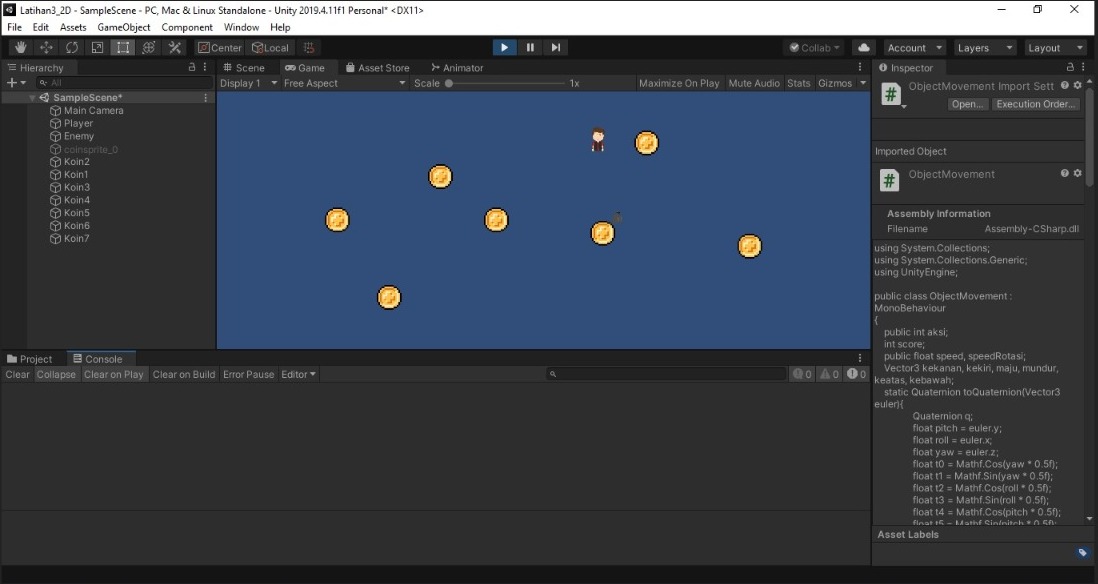 Latihan3_2D - SampleScene - PC, Mac & Linux Standalone - Unity 2019.4.11f1 Personal* <DX11>
File Edit Assets GameObject Component Window Help
Center Local Collab Account Layers Layout
Hierarchy
All
SampleScene*
Main Camera
Player
Enemy
coinsprite_0
Koin2
Koin1
Koin3
Koin4
Koin5
Koin6
Koin7
Scene Game Asset Store Animator
Display 1 Free Aspect Scale 1x Maximize On Play Mute Audio Stats Gizmos
Project Console
Clear Collapse Clear on Play Clear on Build Error Pause Editor 0 0 0
Inspector
ObjectMovement Import Sett
Open... Execution Order...
Imported Object
ObjectMovement
Assembly Information
Filename Assembly-CSharp.dll
using System.Collections;
using System.Collections.Generic;
using UnityEngine;
public class ObjectMovement :
MonoBehaviour
{
public int aksi;
int score;
public float speed, speedRotasi;
Vector3 kekanan, kekiri, maju, mundur,
keatas, kebawah;
static Quaternion toQuaternion(Vector3
euler){
Quaternion q;
float pitch = euler.y;
float roll = euler.x;
float yaw = euler.z;
float t0 = Mathf.Cos(yaw * 0.5f);
float t1 = Mathf.Sin(yaw * 0.5f);
float t2 = Mathf.Cos(roll * 0.5f);
float t3 = Mathf.Sin(roll * 0.5f);
float t4 = Mathf.Cos(pitch * 0.5f);
float t5 = Mathf.Sin(pitch * 0.5f);
Asset Labels